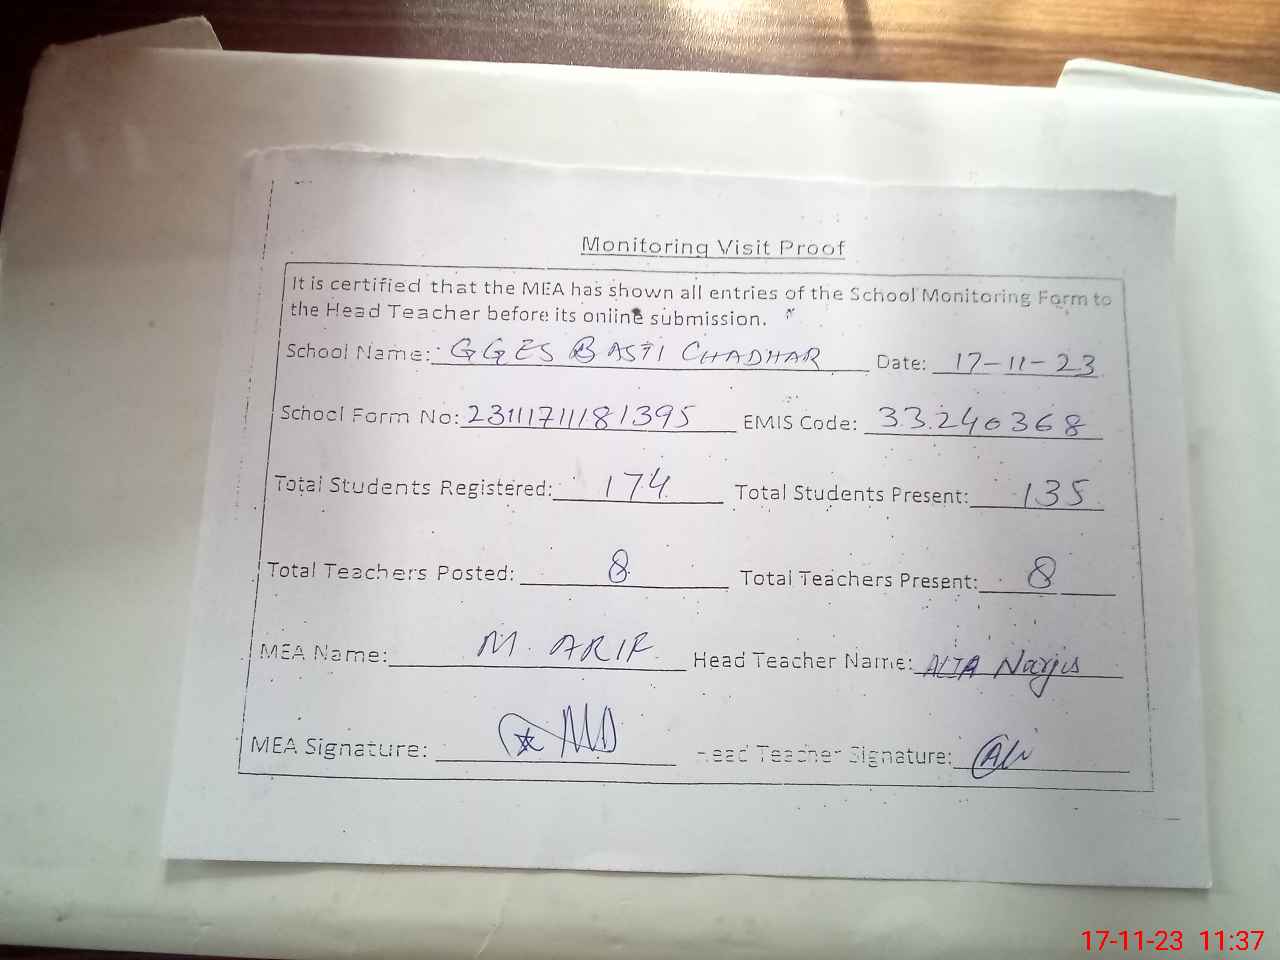 Monitoring Visit Proof
It is certified that the MEA has shown all entries of the School Monitoring Form to
the Head Teacher before its online submission.
School Name: GGES BASTI CHADHAR Date: 17-11-23
School Form No: 23111711181395 EMIS Code: 33240368
Total Students Registered: 174 Total Students Present: 135
Total Teachers Posted: 8 Total Teachers Present: 8
MEA Name: M. ARIF Head Teacher Name: Narjis
MEA Signature: Head Teacher Signature:
17-11-23 11:37